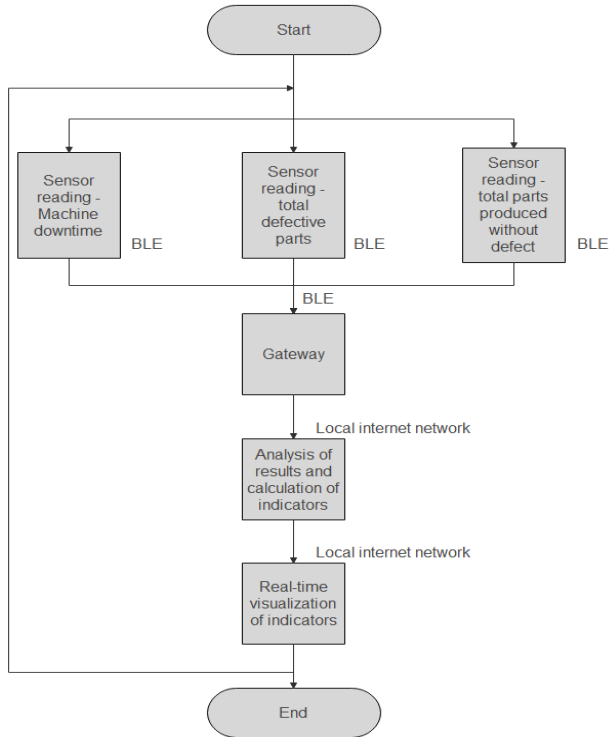 Start
Sensor
reading -
Machine
downtime
BLE
Sensor
reading -
total
defective
parts
BLE
Sensor
reading -
total parts
produced
without
defect
BLE
BLE
Gateway
Local internet network
Analysis of
results and
calculation of
indicators
Local internet network
Real-time
visualization
of indicators
End